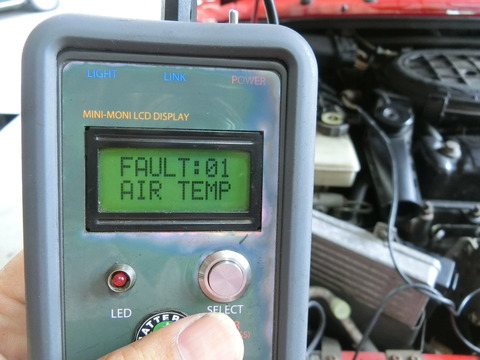 LIGHT LINK POWER
MINI-MONI LCD DISPLAY
FAULT:01
AIR TEMP
LED SELECT